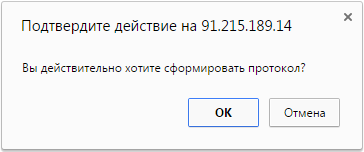 Подтвердите действие на 91.215.189.14
Вы действительно хотите сформировать протокол?
OK
Отмена